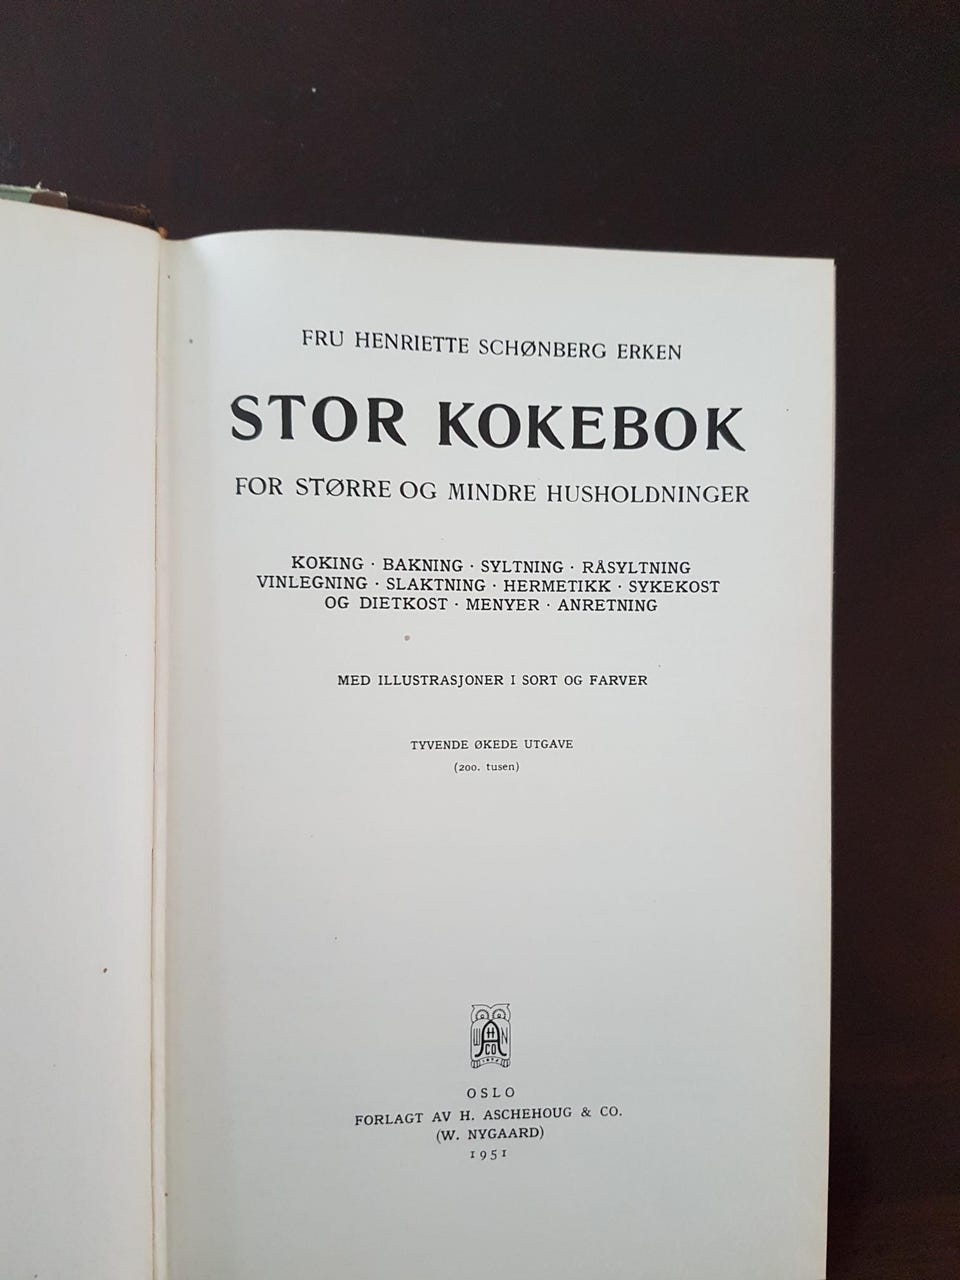 FRU HENRIETTE SCHØNBERG ERKEN
STOR KOKEBOK
FOR STØRRE OG MINDRE HUSHOLDNINGER
KOKING · BAKNING · SYLTNING · RÅSYLTNING
VINLEGNING · SLAKTNING · HERMETIKK · SYKEKOST
OG DIETKOST · MENYER · ANRETNING
MED ILLUSTRASJONER I SORT OG FARVER
TYVENDE ØKEDE UTGAVE
(200. tusen)
H
W A N
CO
OSLO
FORLAGT AV H. ASCHEHOUG & CO.
(W. NYGAARD)
1951